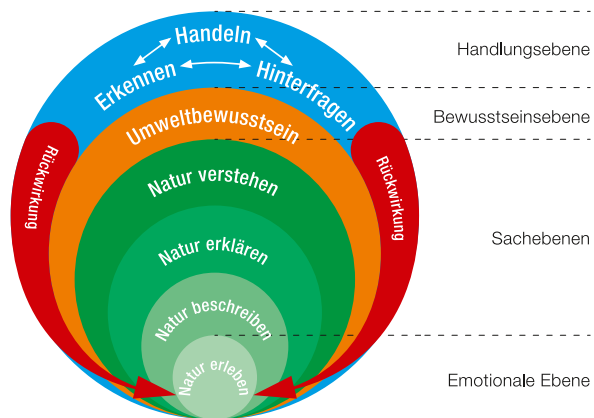 Handeln
Erkennen
Hinterfragen
Umweltbewusstsein
Rückwirkung
Rückwirkung
Natur verstehen
Natur erklären
Natur beschreiben
Natur erleben
Handlungsebene
Bewusstseinsebene
Sachebenen
Emotionale Ebene